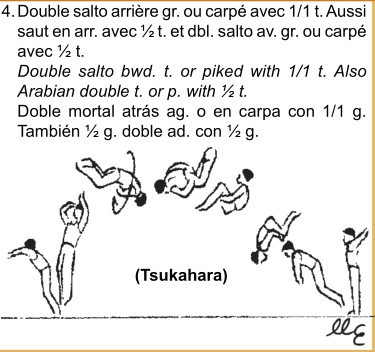 4. Double salto arrière gr. ou carpé avec 1/1 t. Aussi
saut en arr. avec ½ t. et dbl. salto av. gr. ou carpé
avec ½ t.
Double salto bwd. t. or piked with 1/1 t. Also
Arabian double t. or p. with ½ t.
Doble mortal atrás ag. o en carpa con 1/1 g.
También ½ g. doble ad. con ½ g.
(Tsukahara)